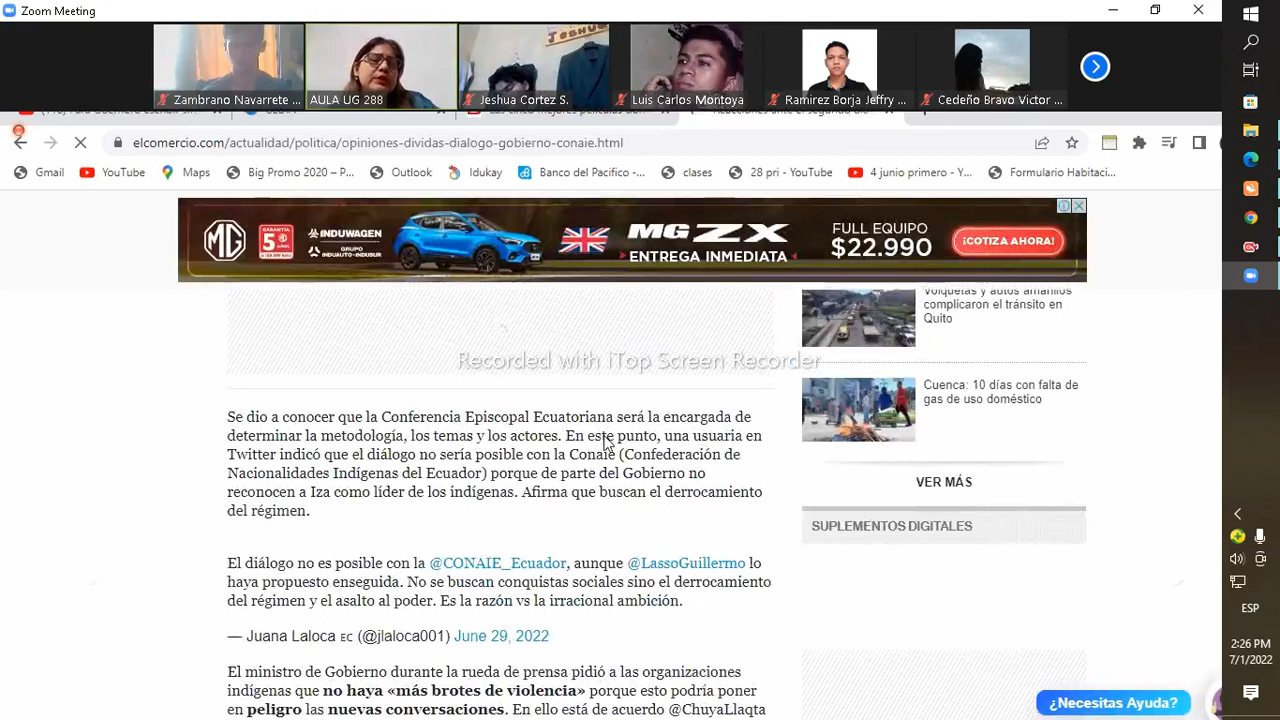 Zoom Meeting
Zambrano Navarrete ...
AULA UG 288
JESHUA
Jeshua Cortez S.
Luis Carlos Montoya
Ramirez Borja Jeffry ...
Cedeño Bravo Victor ...
elcomercio.com/actualidad/politica/opiniones-dividas-dialogo-gobierno-conaie.html
Gmail
YouTube
Maps
Big Promo 2020 – P...
Outlook
Idukay
Banco del Pacifico -...
clases
28 pri - YouTube
4 junio primero - Y...
Formulario Habitaci...
MG
GARANTÍA
5
AÑOS
INDUWAGEN
GRUPO
INDUAUTO-INDUSUR
MG ZX
ENTREGA INMEDIATA
FULL EQUIPO
$22.990
¡COTIZA AHORA!
Volquetas y autos amarillos
complicaron el tránsito en
Quito
Recorded with iTop Screen Recorder
Cuenca: 10 días con falta de
gas de uso doméstico
VER MÁS
SUPLEMENTOS DIGITALES
Se dio a conocer que la Conferencia Episcopal Ecuatoriana será la encargada de
determinar la metodología, los temas y los actores. En este punto, una usuaria en
Twitter indicó que el diálogo no sería posible con la Conaie (Confederación de
Nacionalidades Indígenas del Ecuador) porque de parte del Gobierno no
reconocen a Iza como líder de los indígenas. Afirma que buscan el derrocamiento
del régimen.
El diálogo no es posible con la @CONAIE_Ecuador, aunque @LassoGuillermo lo
haya propuesto enseguida. No se buscan conquistas sociales sino el derrocamiento
del régimen y el asalto al poder. Es la razón vs la irracional ambición.
— Juana Laloca EC (@jlaloca001) June 29, 2022
El ministro de Gobierno durante la rueda de prensa pidió a las organizaciones
indígenas que no haya «más brotes de violencia» porque esto podría poner
en peligro las nuevas conversaciones. En ello está de acuerdo @ChuyaLlaqta
¿Necesitas Ayuda?
ESP
2:26 PM
7/1/2022